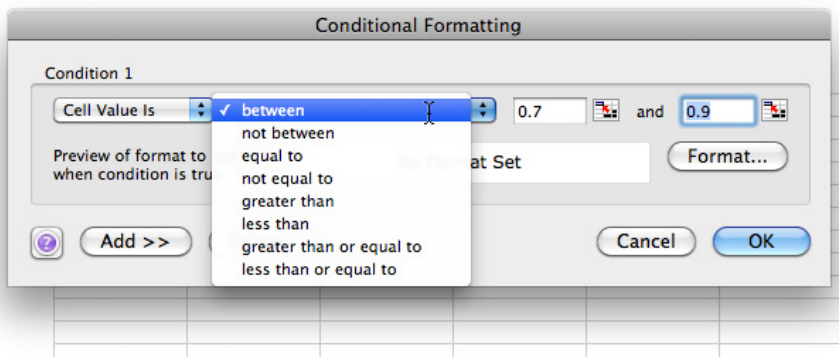 Conditional Formatting
Condition 1
Cell Value Is ✓ between 0.7 and 0.9
not between
equal to
not equal to
greater than
less than
greater than or equal to
less than or equal to
Preview of format to
when condition is tru
at Set
Format...
? Add >> Cancel OK